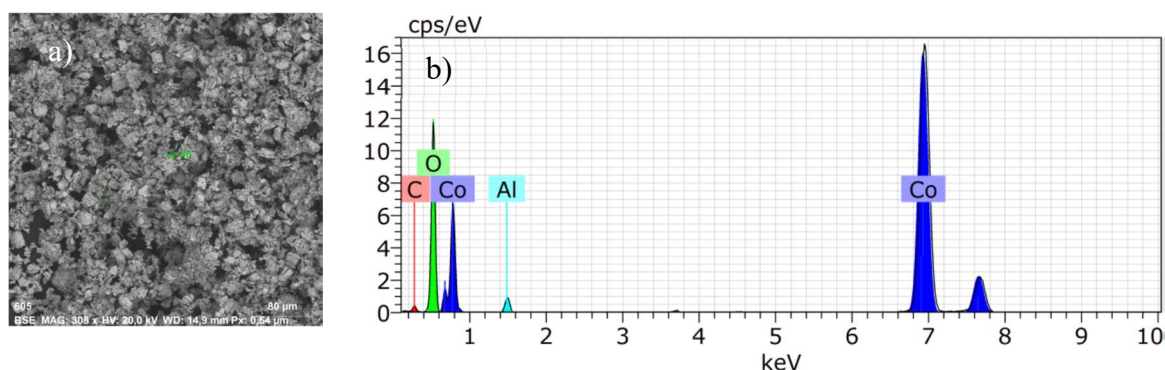 a)
605
80 µm
BSE MAG: 308 x HV: 20,0 kV WD: 14,9 mm Px: 0,54 µm
cps/eV
b)
16
14
12
10
8
6
4
2
0
C
O
Co
Al
Co
1 2 3 4 5 6 7 8 9 10
keV